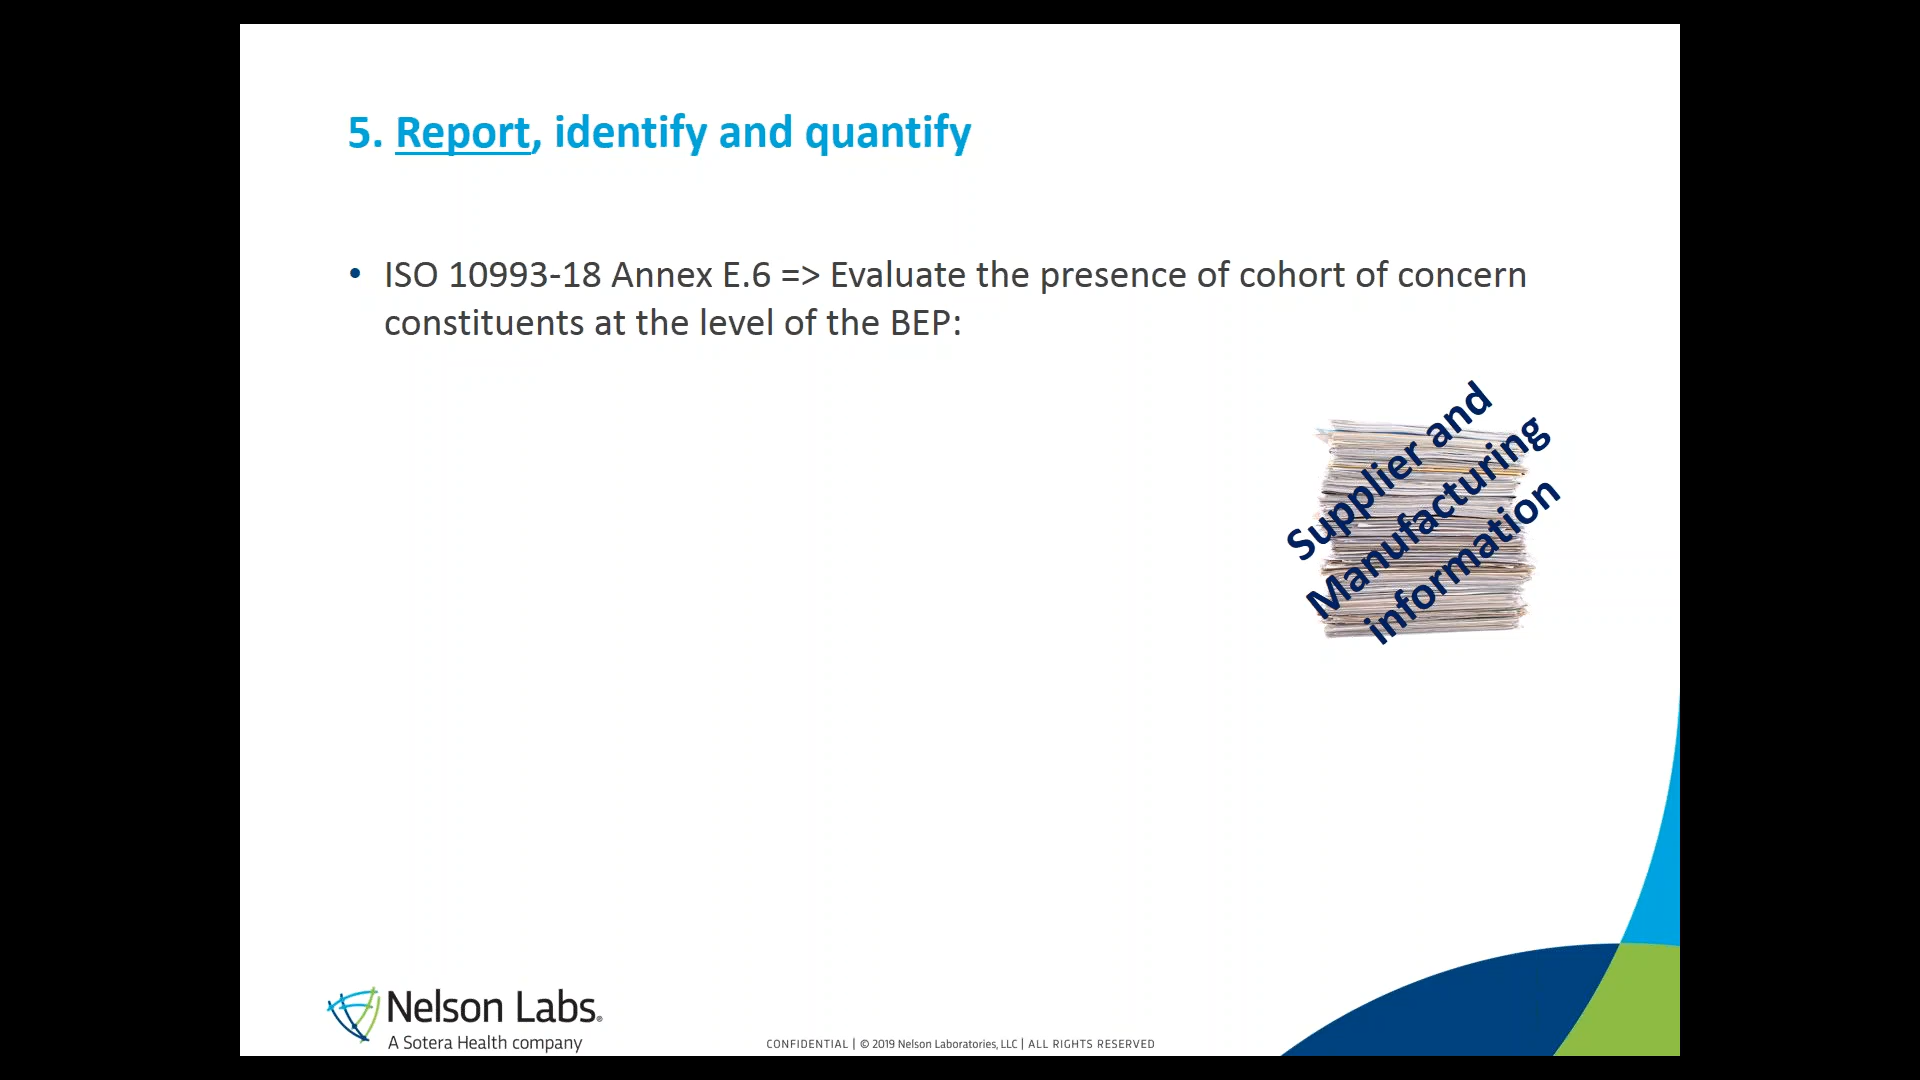 5. Report, identify and quantify
• ISO 10993-18 Annex E.6 => Evaluate the presence of cohort of concern
constituents at the level of the BEP:
Supplier and
Manufacturing
information
Nelson Labs®
A Sotera Health company
CONFIDENTIAL | © 2019 Nelson Laboratories, LLC | ALL RIGHTS RESERVED